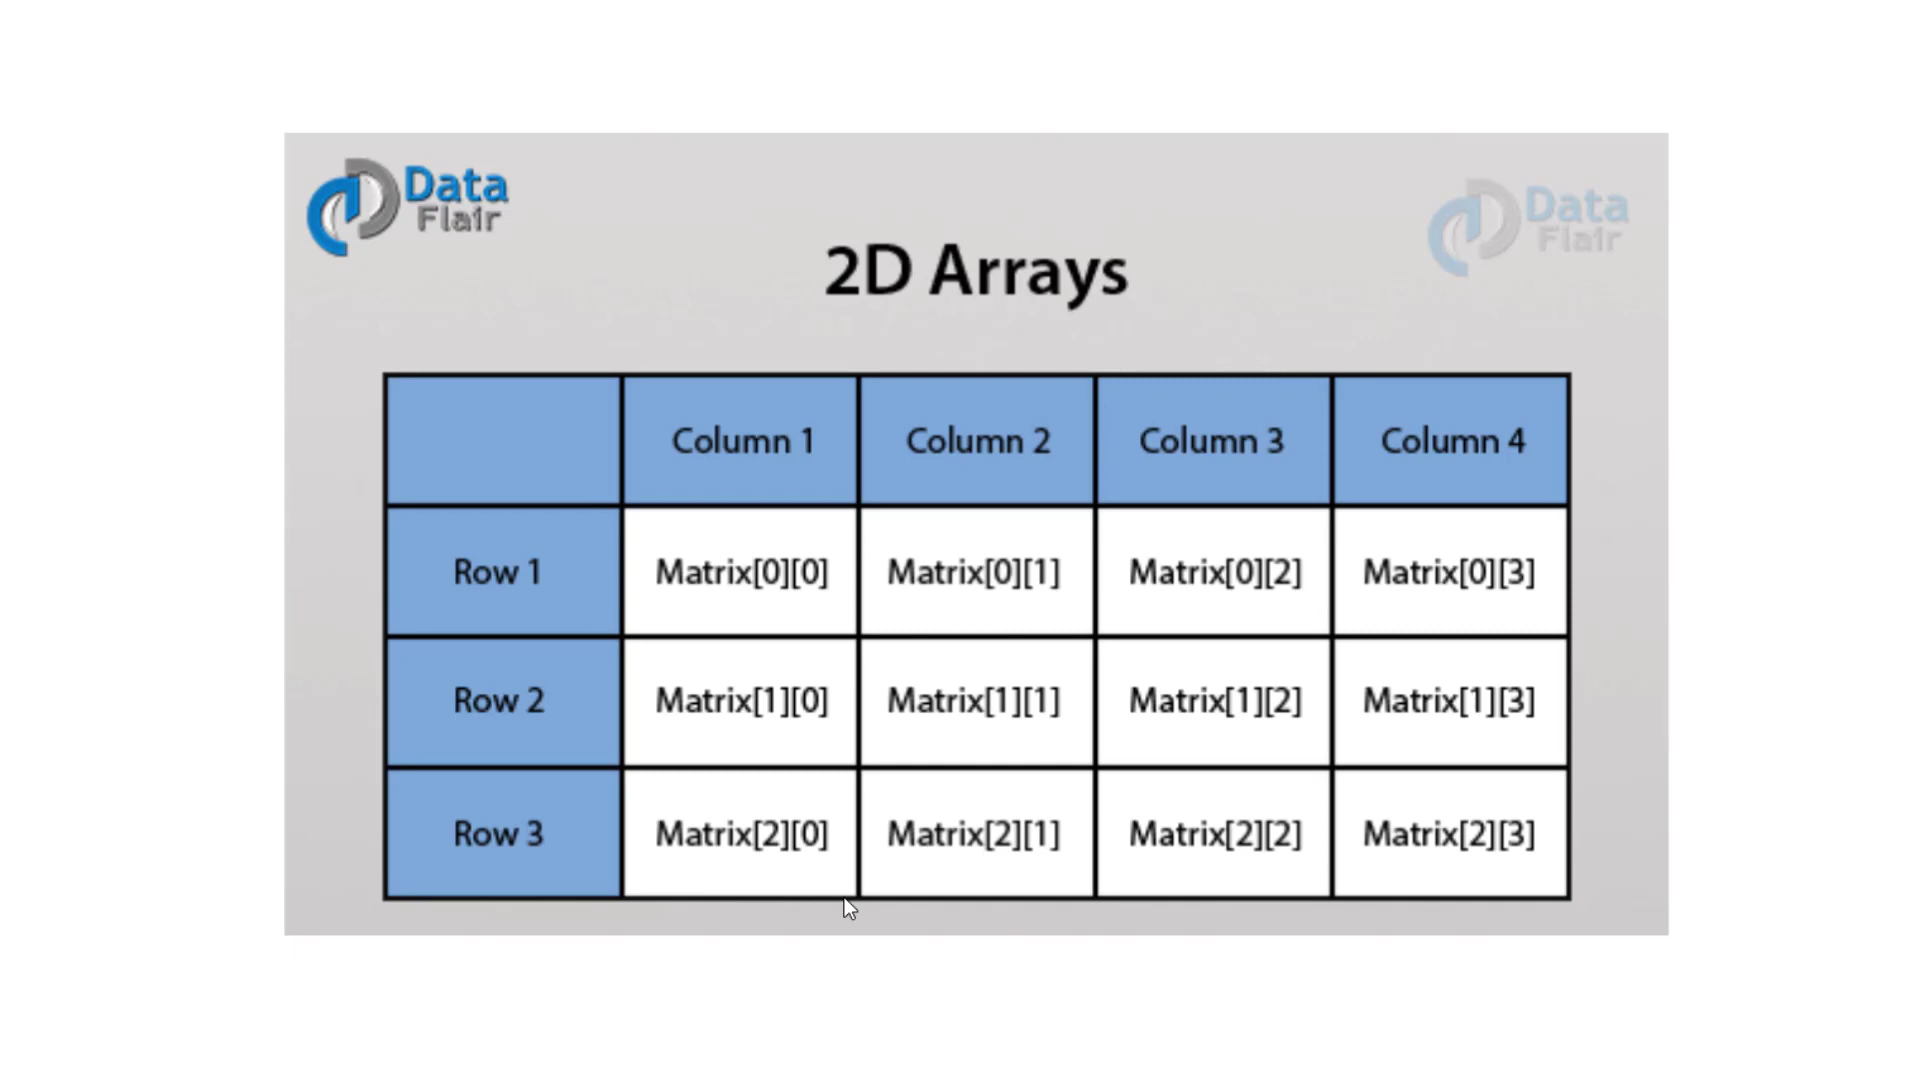 Data
Flair
Data
Flair
2D Arrays
Column 1 Column 2 Column 3 Column 4
Row 1 Matrix[0][0] Matrix[0][1] Matrix[0][2] Matrix[0][3]
Row 2 Matrix[1][0] Matrix[1][1] Matrix[1][2] Matrix[1][3]
Row 3 Matrix[2][0] Matrix[2][1] Matrix[2][2] Matrix[2][3]